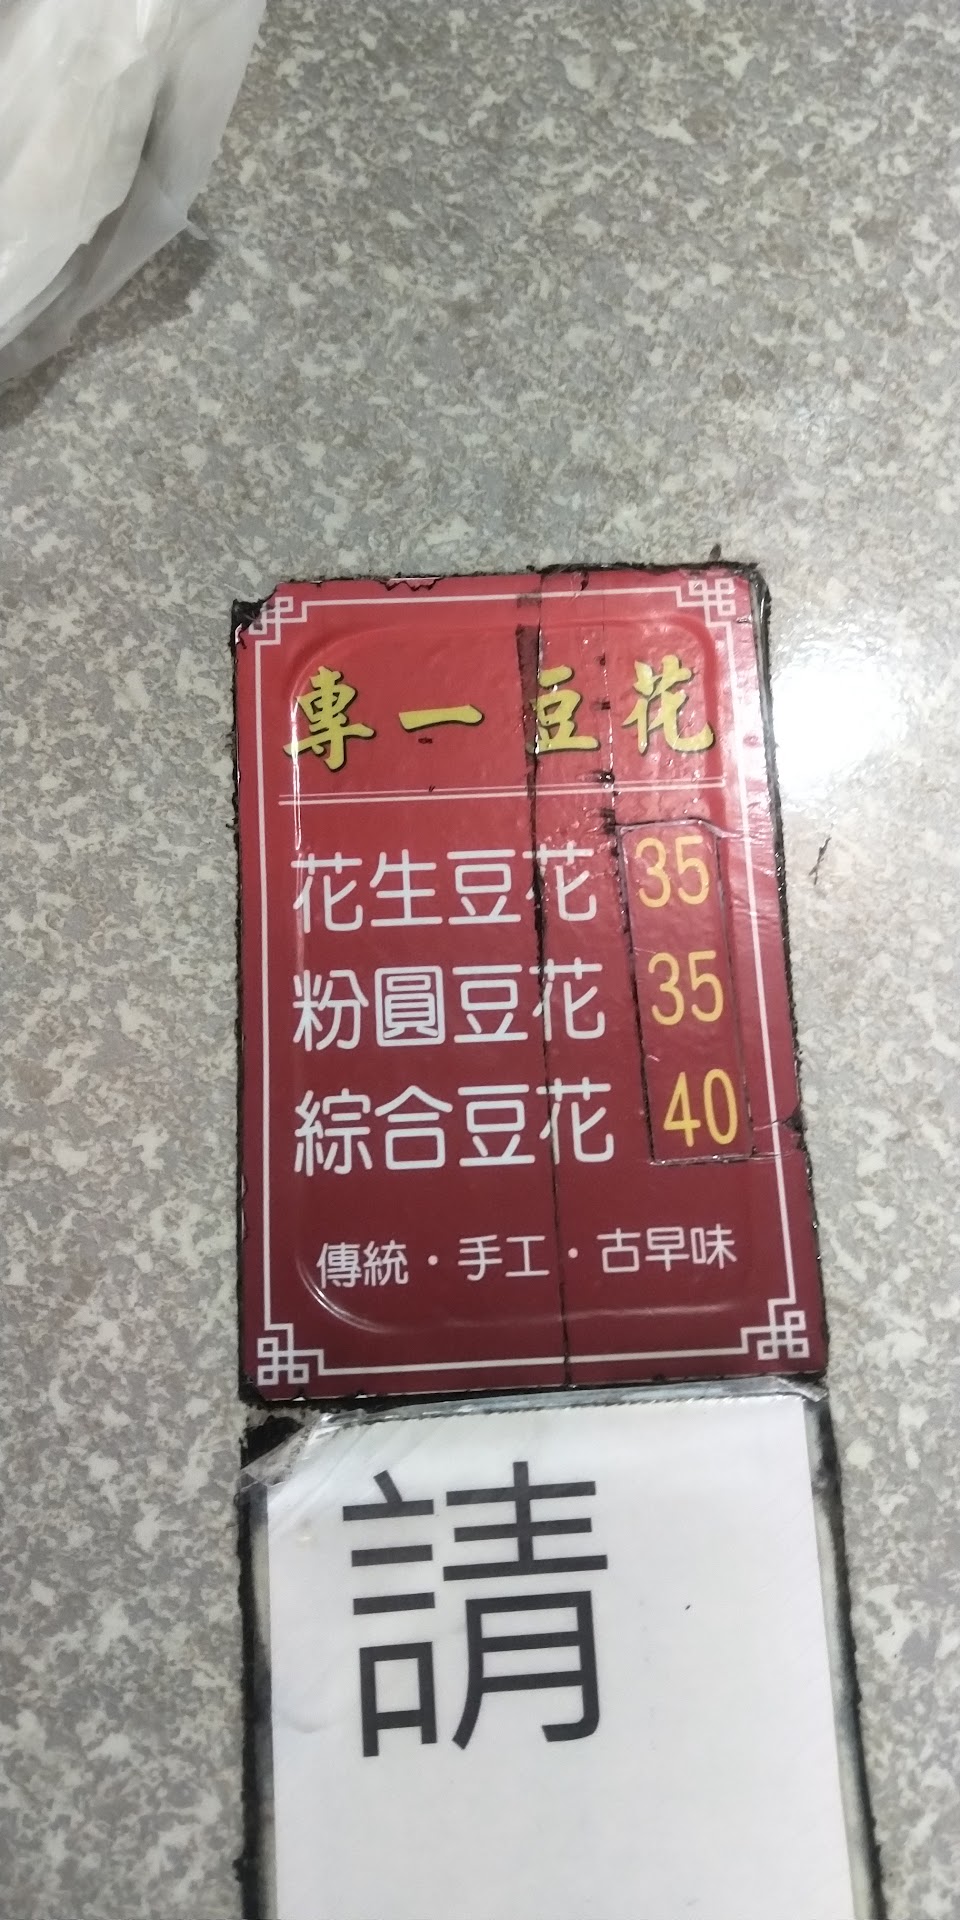 專一豆花
花生豆花 35
粉圓豆花 35
綜合豆花 40
傳統・手工・古早味
請